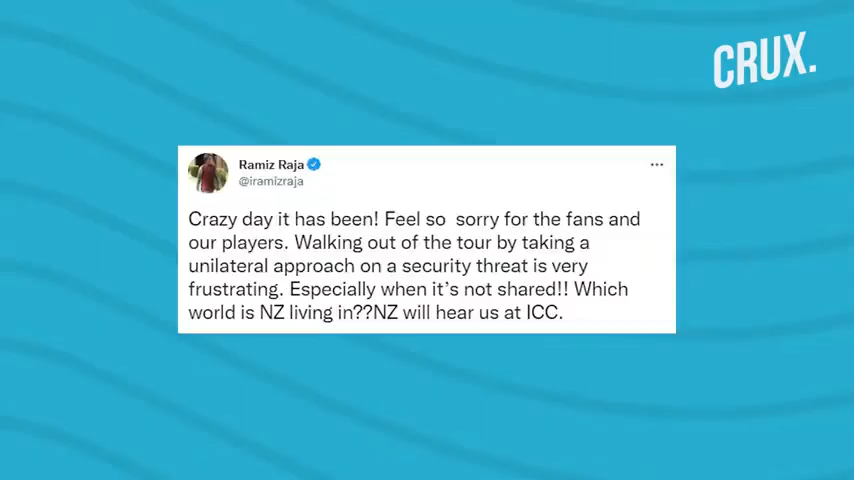 CRUX.
Ramiz Raja
@iramizraja
Crazy day it has been! Feel so  sorry for the fans and
our players. Walking out of the tour by taking a
unilateral approach on a security threat is very
frustrating. Especially when it's not shared!! Which
world is NZ living in??NZ will hear us at ICC.